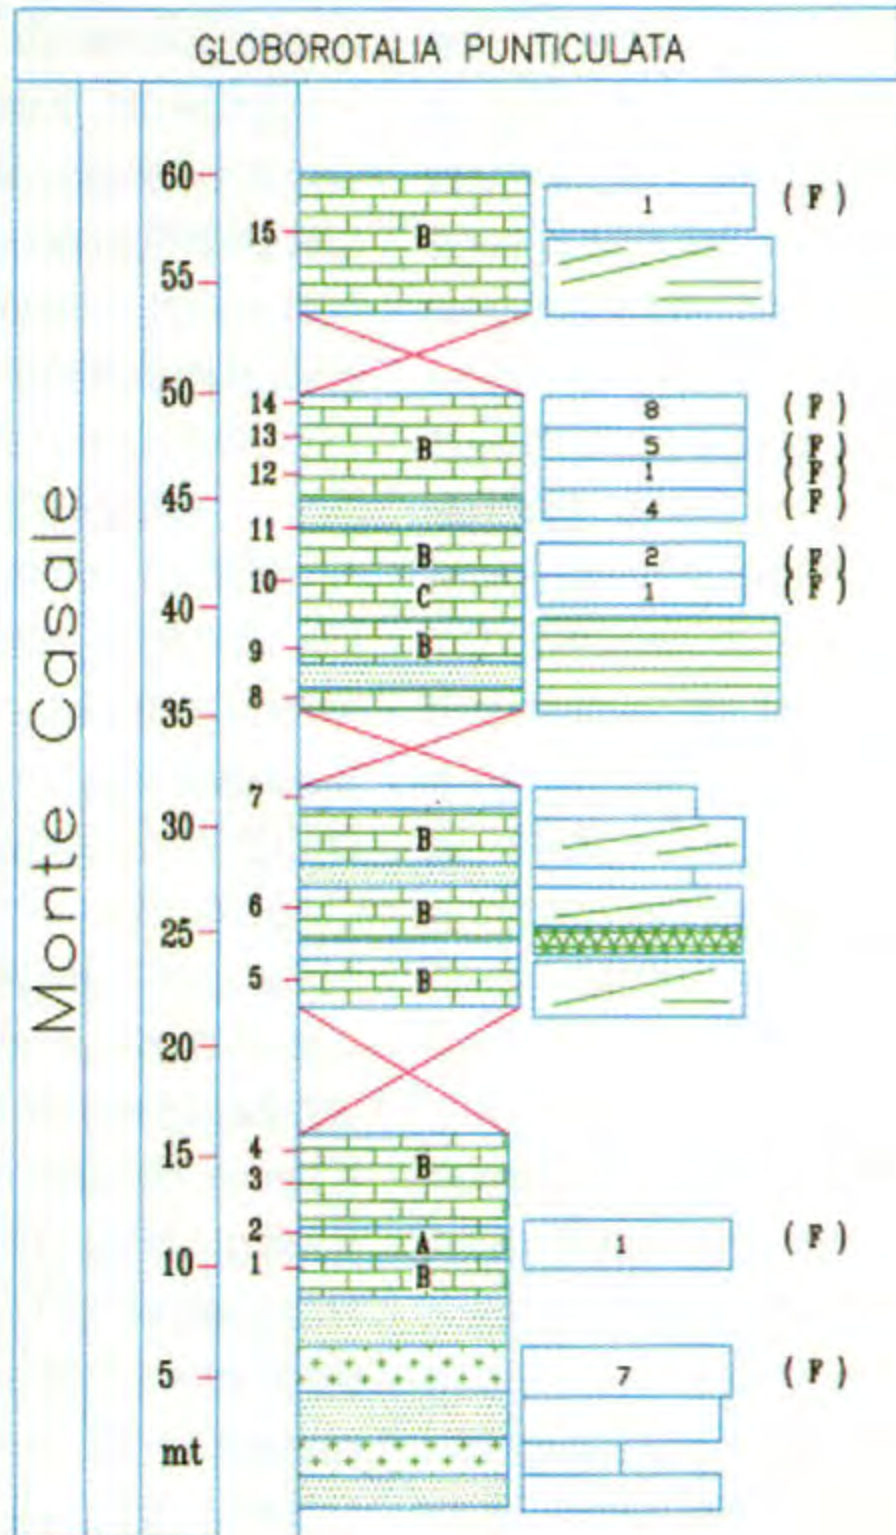 GLOBOROTALIA PUNTICULATA
Monte Casale
60
15 B 1 (F)
55
50
14 8 (F)
13 B 5 (F)
12 1 (F)
45
4 (F)
11
B 2 (F)
10 C 1 (F)
40
9 B
8
35
7
30
B
6 B
25
5 B
20
4 B
15
3
2 A 1 (F)
10
1 B
5 7 (F)
mt